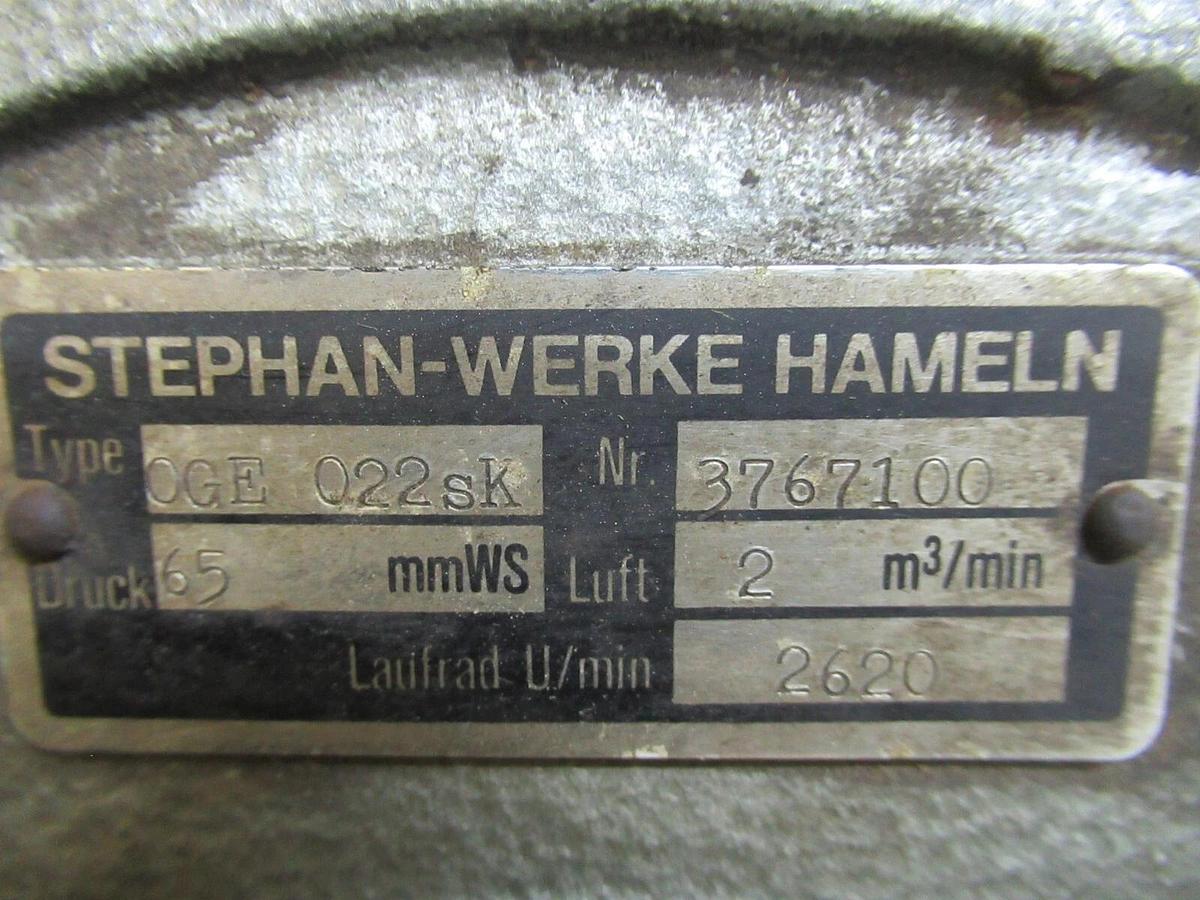 STEPHAN-WERKE HAMELN
Type OGE 022sK Nr. 3767100
Druck 65 mmWS Luft 2 m³/min
Laufrad U/min 2620